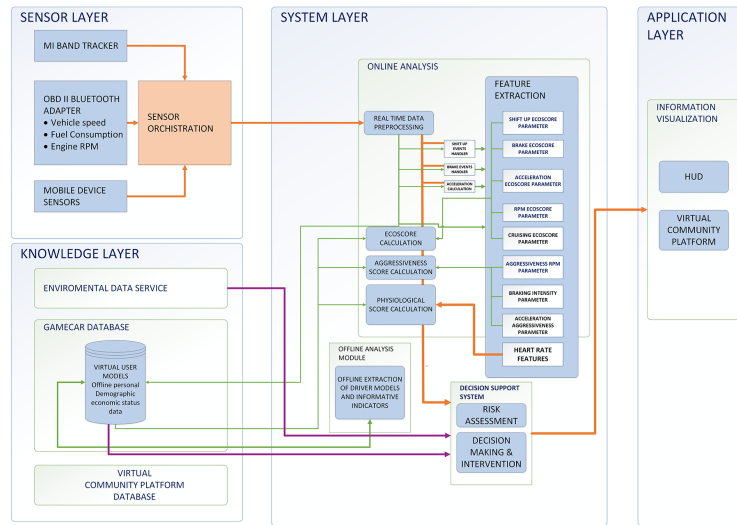 SENSOR LAYER
MI BAND TRACKER
OBD II BLUETOOTH
ADAPTER
● Vehicle speed
● Fuel Consumption
● Engine RPM
MOBILE DEVICE
SENSORS
SENSOR
ORCHISTRATION
KNOWLEDGE LAYER
ENVIROMENTAL DATA SERVICE
GAMECAR DATABASE
VIRTUAL USER
MODELS
Offline personal
Demographic
economic status
data
VIRTUAL
COMMUNITY PLATFORM
DATABASE
SYSTEM LAYER
ONLINE ANALYSIS
REAL TIME DATA
PREPROCESSING
SHIFT UP
EVENTS
HANDLER
BRAKE EVENTS
HANDLER
ACCELERATION
CALCULATION
ECOSCORE
CALCULATION
AGGRESSIVENESS
SCORE CALCULATION
PHYSIOLOGICAL
SCORE CALCULATION
FEATURE
EXTRACTION
SHIFT UP ECOSCORE
PARAMETER
BRAKE ECOSCORE
PARAMETER
ACCELERATION
ECOSCORE PARAMETER
RPM ECOSCORE
PARAMETER
CRUISING ECOSCORE
PARAMETER
AGGRESSIVENESS RPM
PARAMETER
BRAKING INTENSITY
PARAMETER
ACCELERATION
AGGRESSIVENESS
PARAMETER
HEART RATE
FEATURES
OFFLINE ANALYSIS
MODULE
OFFLINE EXTRACTION
OF DRIVER MODELS
AND INFORMATIVE
INDICATORS
DECISION SUPPORT
SYSTEM
RISK
ASSESSMENT
DECISION
MAKING &
INTERVENTION
APPLICATION
LAYER
INFORMATION
VISUALIZATION
HUD
VIRTUAL
COMMUNITY
PLATFORM